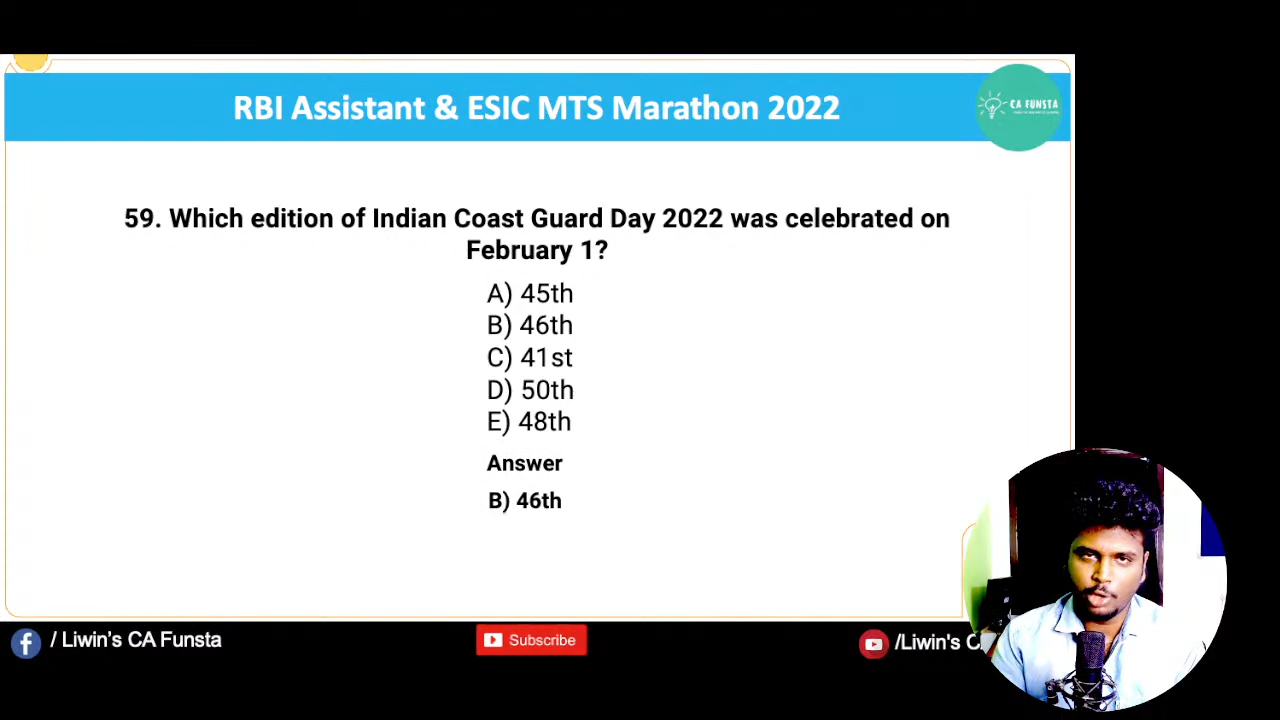 RBI Assistant & ESIC MTS Marathon 2022
CA FUNSTA
59. Which edition of Indian Coast Guard Day 2022 was celebrated on
February 1?
A) 45th
B) 46th
C) 41st
D) 50th
E) 48th
Answer
B) 46th
/ Liwin's CA Funsta
Subscribe
/Liwin's C